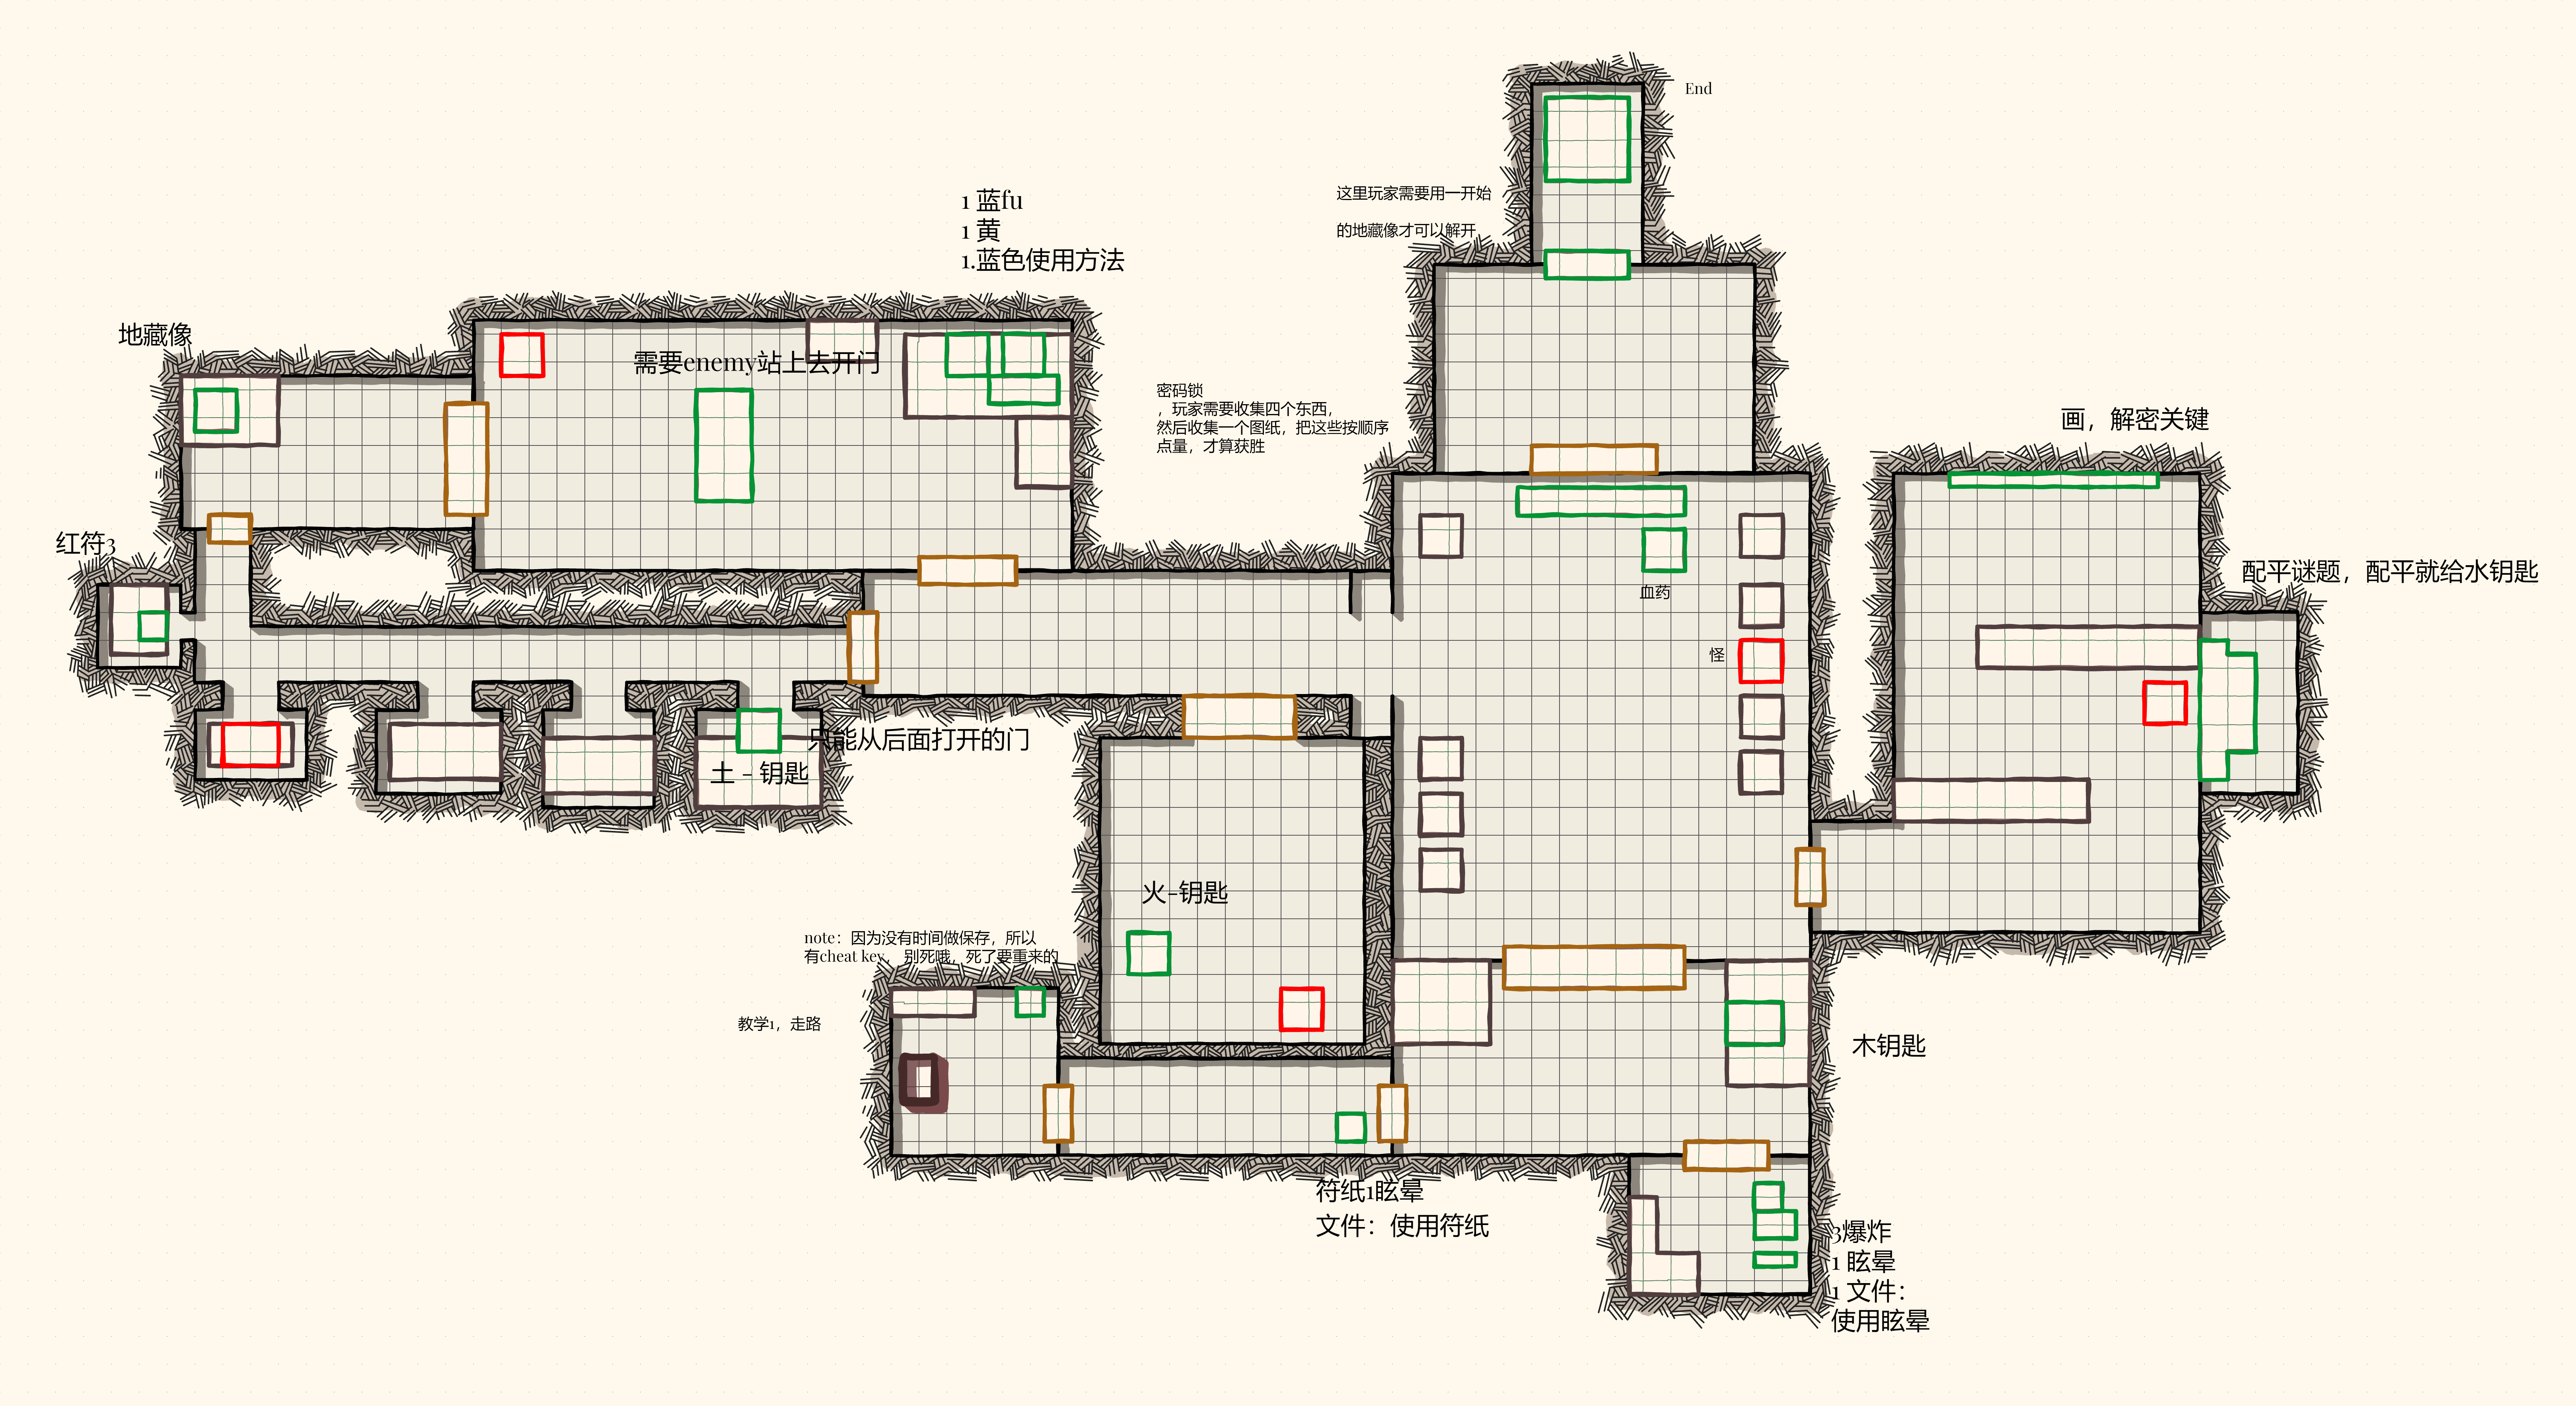 End
这里玩家需要用一开始
的地藏像才可以解开
1 蓝fu
1 黄
1.蓝色使用方法
地藏像
需要enemy站上去开门
密码锁
，玩家需要收集四个东西，
然后收集一个图纸，把这些按顺序
点量，才算获胜
画，解密关键
红符3
血药
配平谜题，配平就给水钥匙
怪
只能从后面打开的门
土 - 钥匙
火-钥匙
note：因为没有时间做保存，所以
有cheat key， 别死哦，死了要重来的
教学1，走路
木钥匙
符纸1眩晕
文件：使用符纸
3爆炸
1 眩晕
1 文件：
使用眩晕